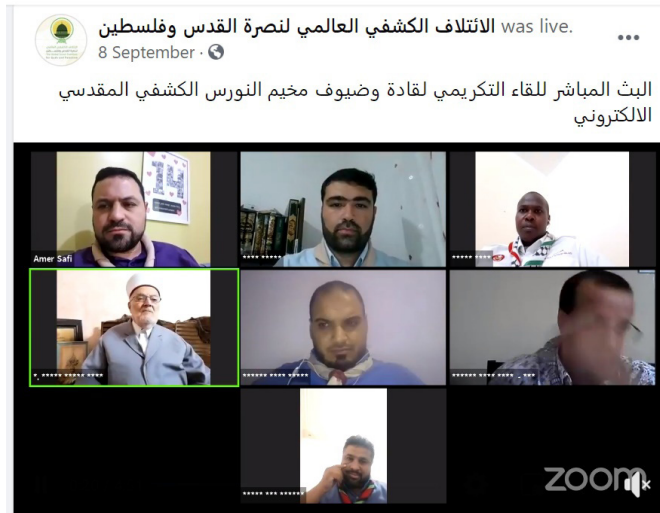 الائتلاف الكشفي العالمي لنصرة القدس وفلسطين was live.
8 September ·
البث المباشر للقاء التكريمي لقادة وضيوف مخيم النورس الكشفي المقدسي
الالكتروني
Amer Safi
**** *****
***** ****
*. ***** ***** ****
****** **** *****
****** **** **** _ ***
***** *** ******
zoom